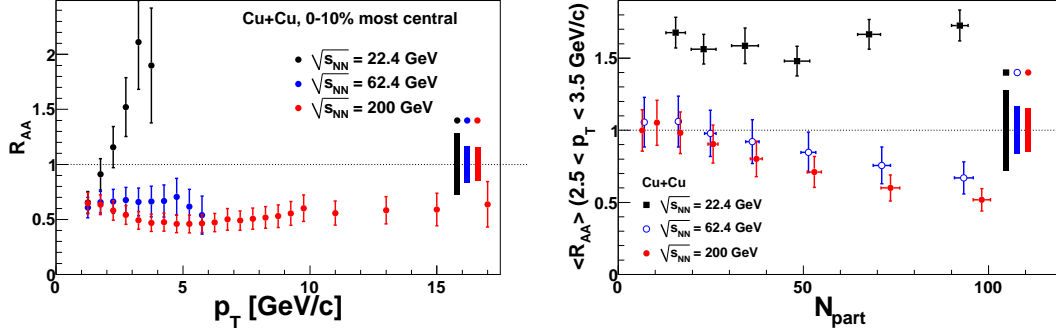 Cu+Cu, 0-10% most central
√sNN = 22.4 GeV
√sNN = 62.4 GeV
√sNN = 200 GeV
RAA
2
1.5
1
0.5
0
0 5 10 15
pT [GeV/c]
<RAA> (2.5 < pT < 3.5 GeV/c)
2
1.5
1
0.5
0
Cu+Cu
√sNN = 22.4 GeV
√sNN = 62.4 GeV
√sNN = 200 GeV
0 50 100
Npart